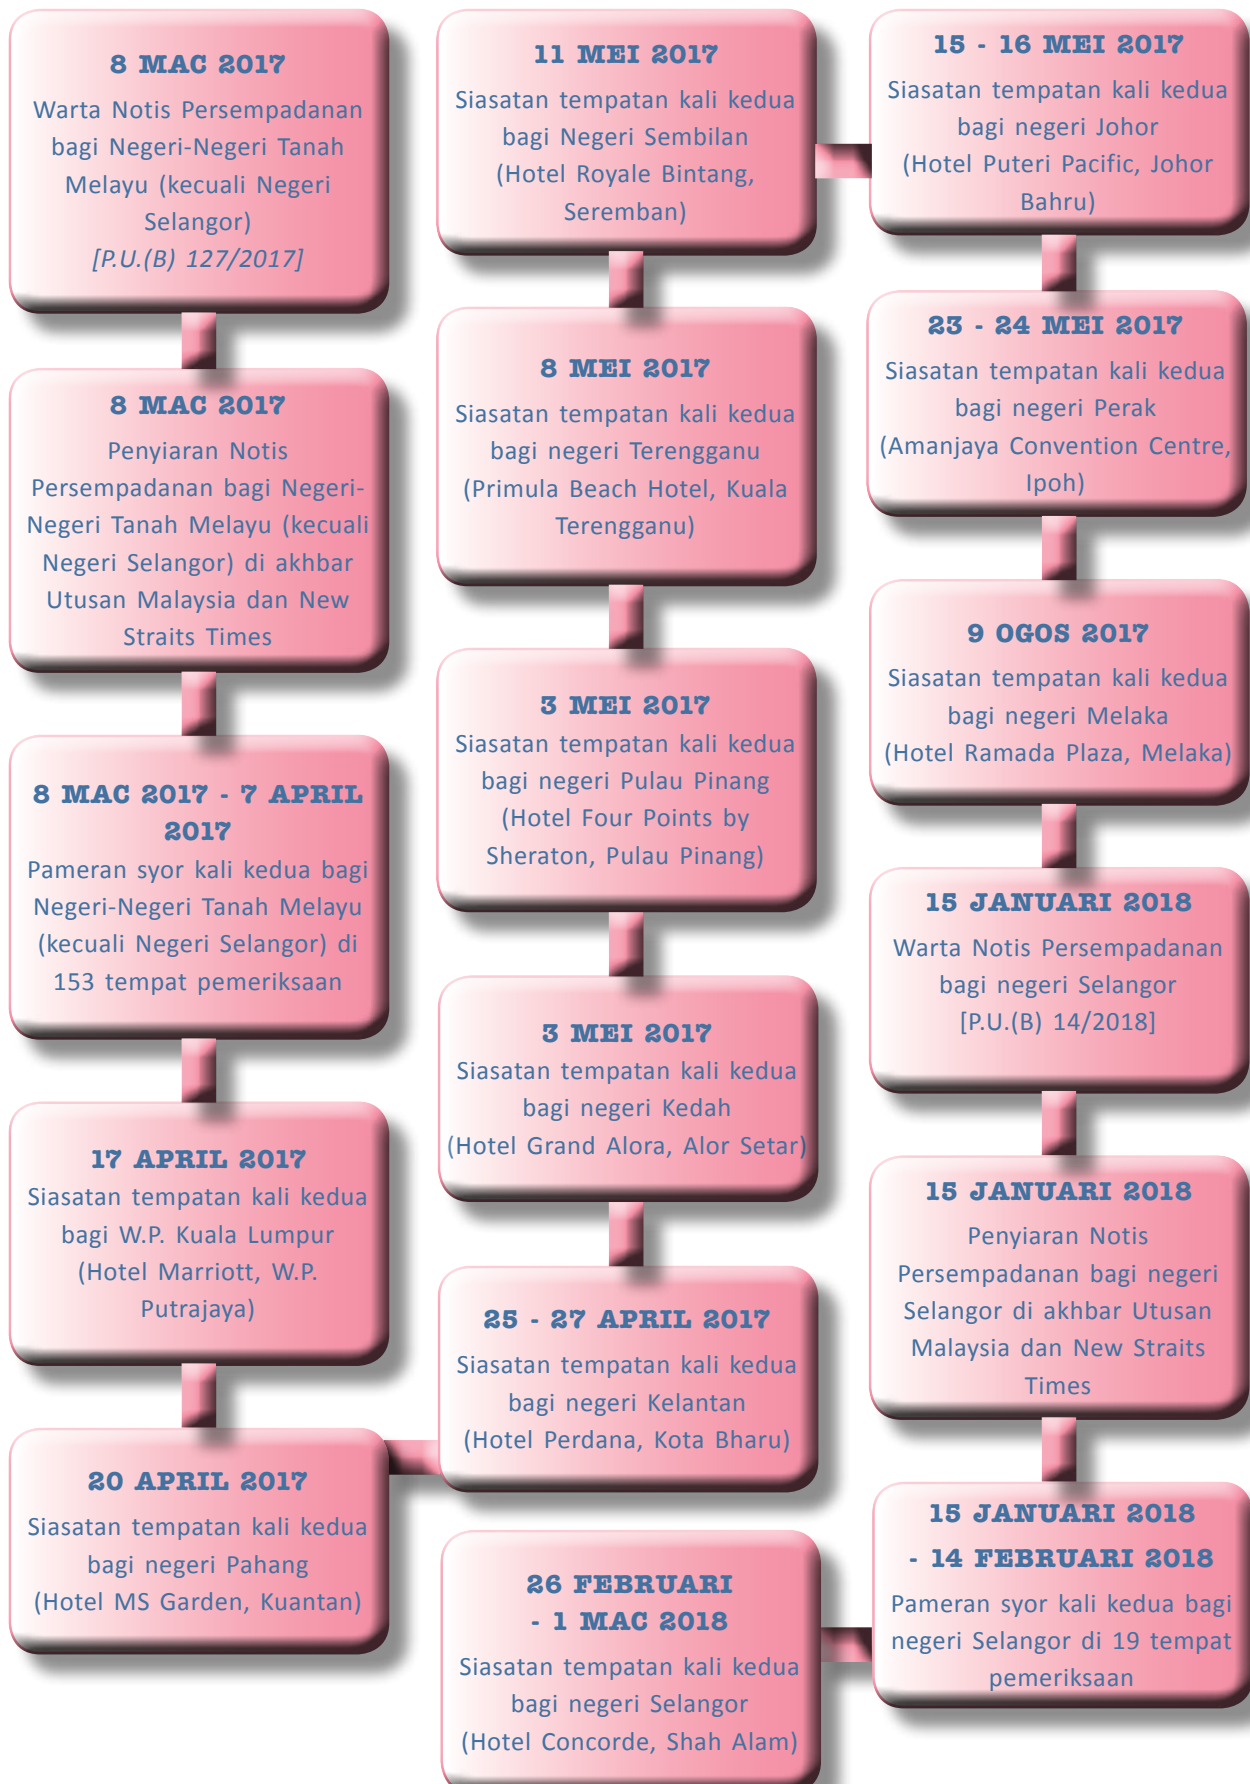 8 MAC 2017
Warta Notis Persempadanan
bagi Negeri-Negeri Tanah
Melayu (kecuali Negeri
Selangor)
[P.U.(B) 127/2017]
8 MAC 2017
Penyiaran Notis
Persempadanan bagi Negeri-
Negeri Tanah Melayu (kecuali
Negeri Selangor) di akhbar
Utusan Malaysia dan New
Straits Times
8 MAC 2017 - 7 APRIL
2017
Pameran syor kali kedua bagi
Negeri-Negeri Tanah Melayu
(kecuali Negeri Selangor) di
153 tempat pemeriksaan
17 APRIL 2017
Siasatan tempatan kali kedua
bagi W.P. Kuala Lumpur
(Hotel Marriott, W.P.
Putrajaya)
20 APRIL 2017
Siasatan tempatan kali kedua
bagi negeri Pahang
(Hotel MS Garden, Kuantan)
25 - 27 APRIL 2017
Siasatan tempatan kali kedua
bagi negeri Kelantan
(Hotel Perdana, Kota Bharu)
3 MEI 2017
Siasatan tempatan kali kedua
bagi negeri Kedah
(Hotel Grand Alora, Alor Setar)
3 MEI 2017
Siasatan tempatan kali kedua
bagi negeri Pulau Pinang
(Hotel Four Points by
Sheraton, Pulau Pinang)
8 MEI 2017
Siasatan tempatan kali kedua
bagi negeri Terengganu
(Primula Beach Hotel, Kuala
Terengganu)
11 MEI 2017
Siasatan tempatan kali kedua
bagi Negeri Sembilan
(Hotel Royale Bintang,
Seremban)
15 - 16 MEI 2017
Siasatan tempatan kali kedua
bagi negeri Johor
(Hotel Puteri Pacific, Johor
Bahru)
23 - 24 MEI 2017
Siasatan tempatan kali kedua
bagi negeri Perak
(Amanjaya Convention Centre,
Ipoh)
9 OGOS 2017
Siasatan tempatan kali kedua
bagi negeri Melaka
(Hotel Ramada Plaza, Melaka)
15 JANUARI 2018
Warta Notis Persempadanan
bagi negeri Selangor
[P.U.(B) 14/2018]
15 JANUARI 2018
Penyiaran Notis
Persempadanan bagi negeri
Selangor di akhbar Utusan
Malaysia dan New Straits
Times
15 JANUARI 2018
- 14 FEBRUARI 2018
Pameran syor kali kedua bagi
negeri Selangor di 19 tempat
pemeriksaan
26 FEBRUARI
- 1 MAC 2018
Siasatan tempatan kali kedua
bagi negeri Selangor
(Hotel Concorde, Shah Alam)